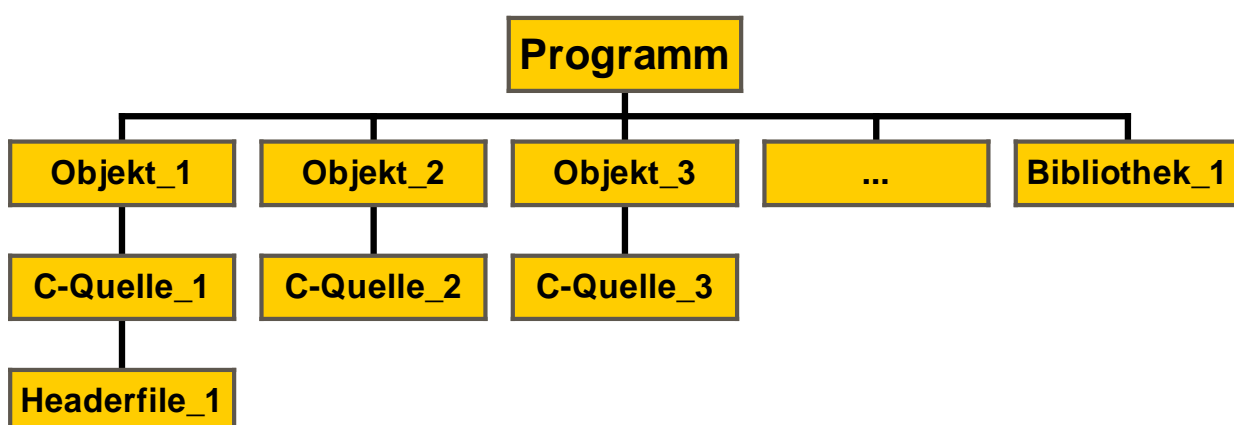 Programm
Objekt_1 Objekt_2 Objekt_3 ... Bibliothek_1
C-Quelle_1 C-Quelle_2 C-Quelle_3
Headerfile_1